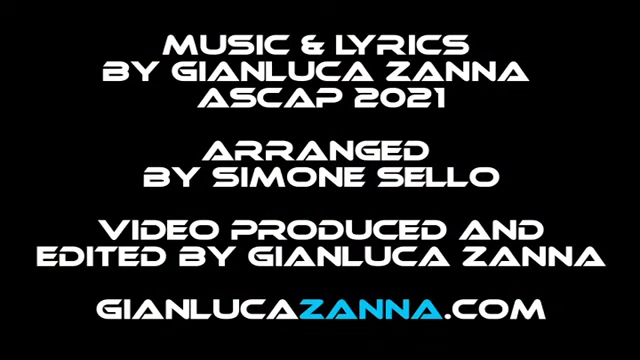 MUSIC & LYRICS
BY GIANLUCA ZANNA
ASCAP 2021
ARRANGED
BY SIMONE SELLO
VIDEO PRODUCED AND
EDITED BY GIANLUCA ZANNA
GIANLUCAZANNA.COM